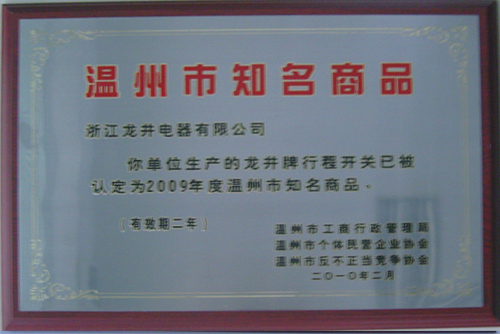 温州市知名商品
浙江龙井电器有限公司
你单位生产的龙井牌行程开关已被
认定为2009年度温州市知名商品。
(有效期二年)
温州市工商行政管理局
温州市个体民营企业协会
温州市反不正当竞争协会
二〇一〇年二月